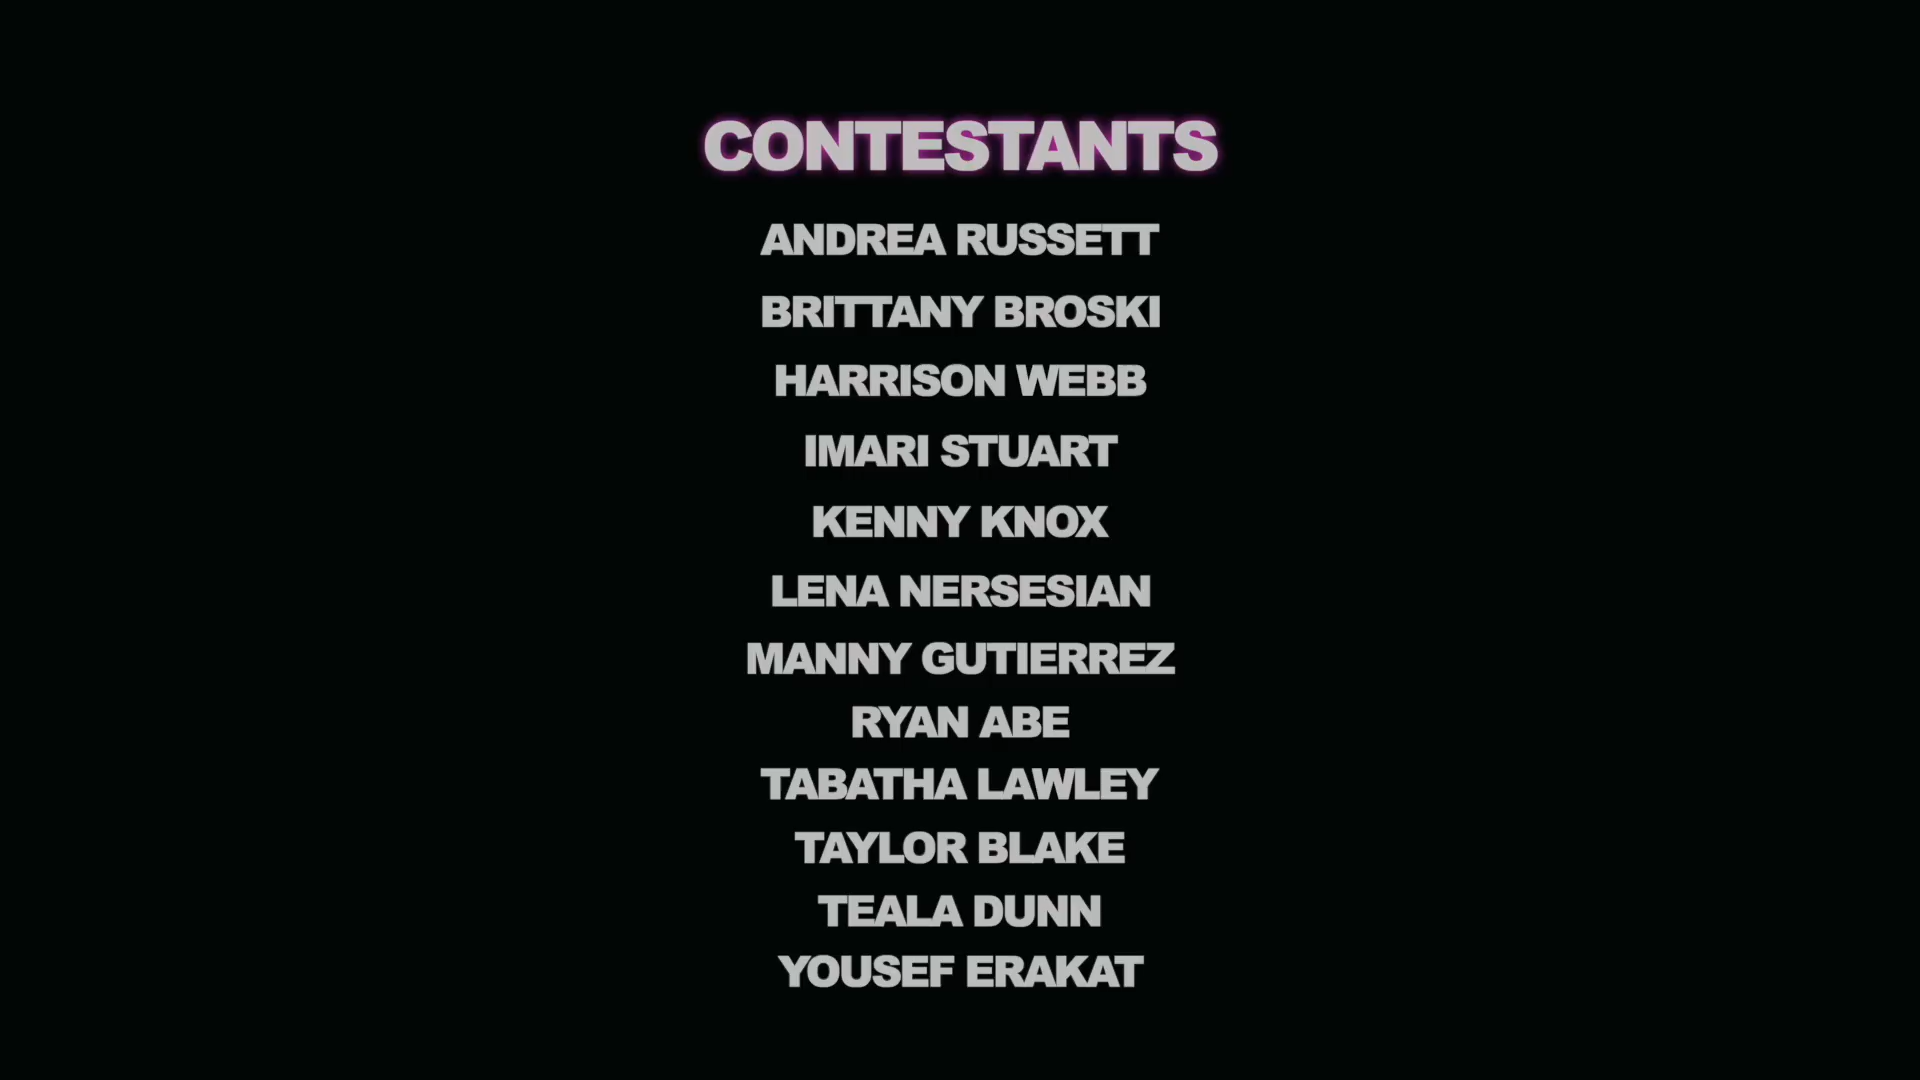 CONTESTANTS
ANDREA RUSSETT
BRITTANY BROSKI
HARRISON WEBB
IMARI STUART
KENNY KNOX
LENA NERSESIAN
MANNY GUTIERREZ
RYAN ABE
TABATHA LAWLEY
TAYLOR BLAKE
TEALA DUNN
YOUSEF ERAKAT